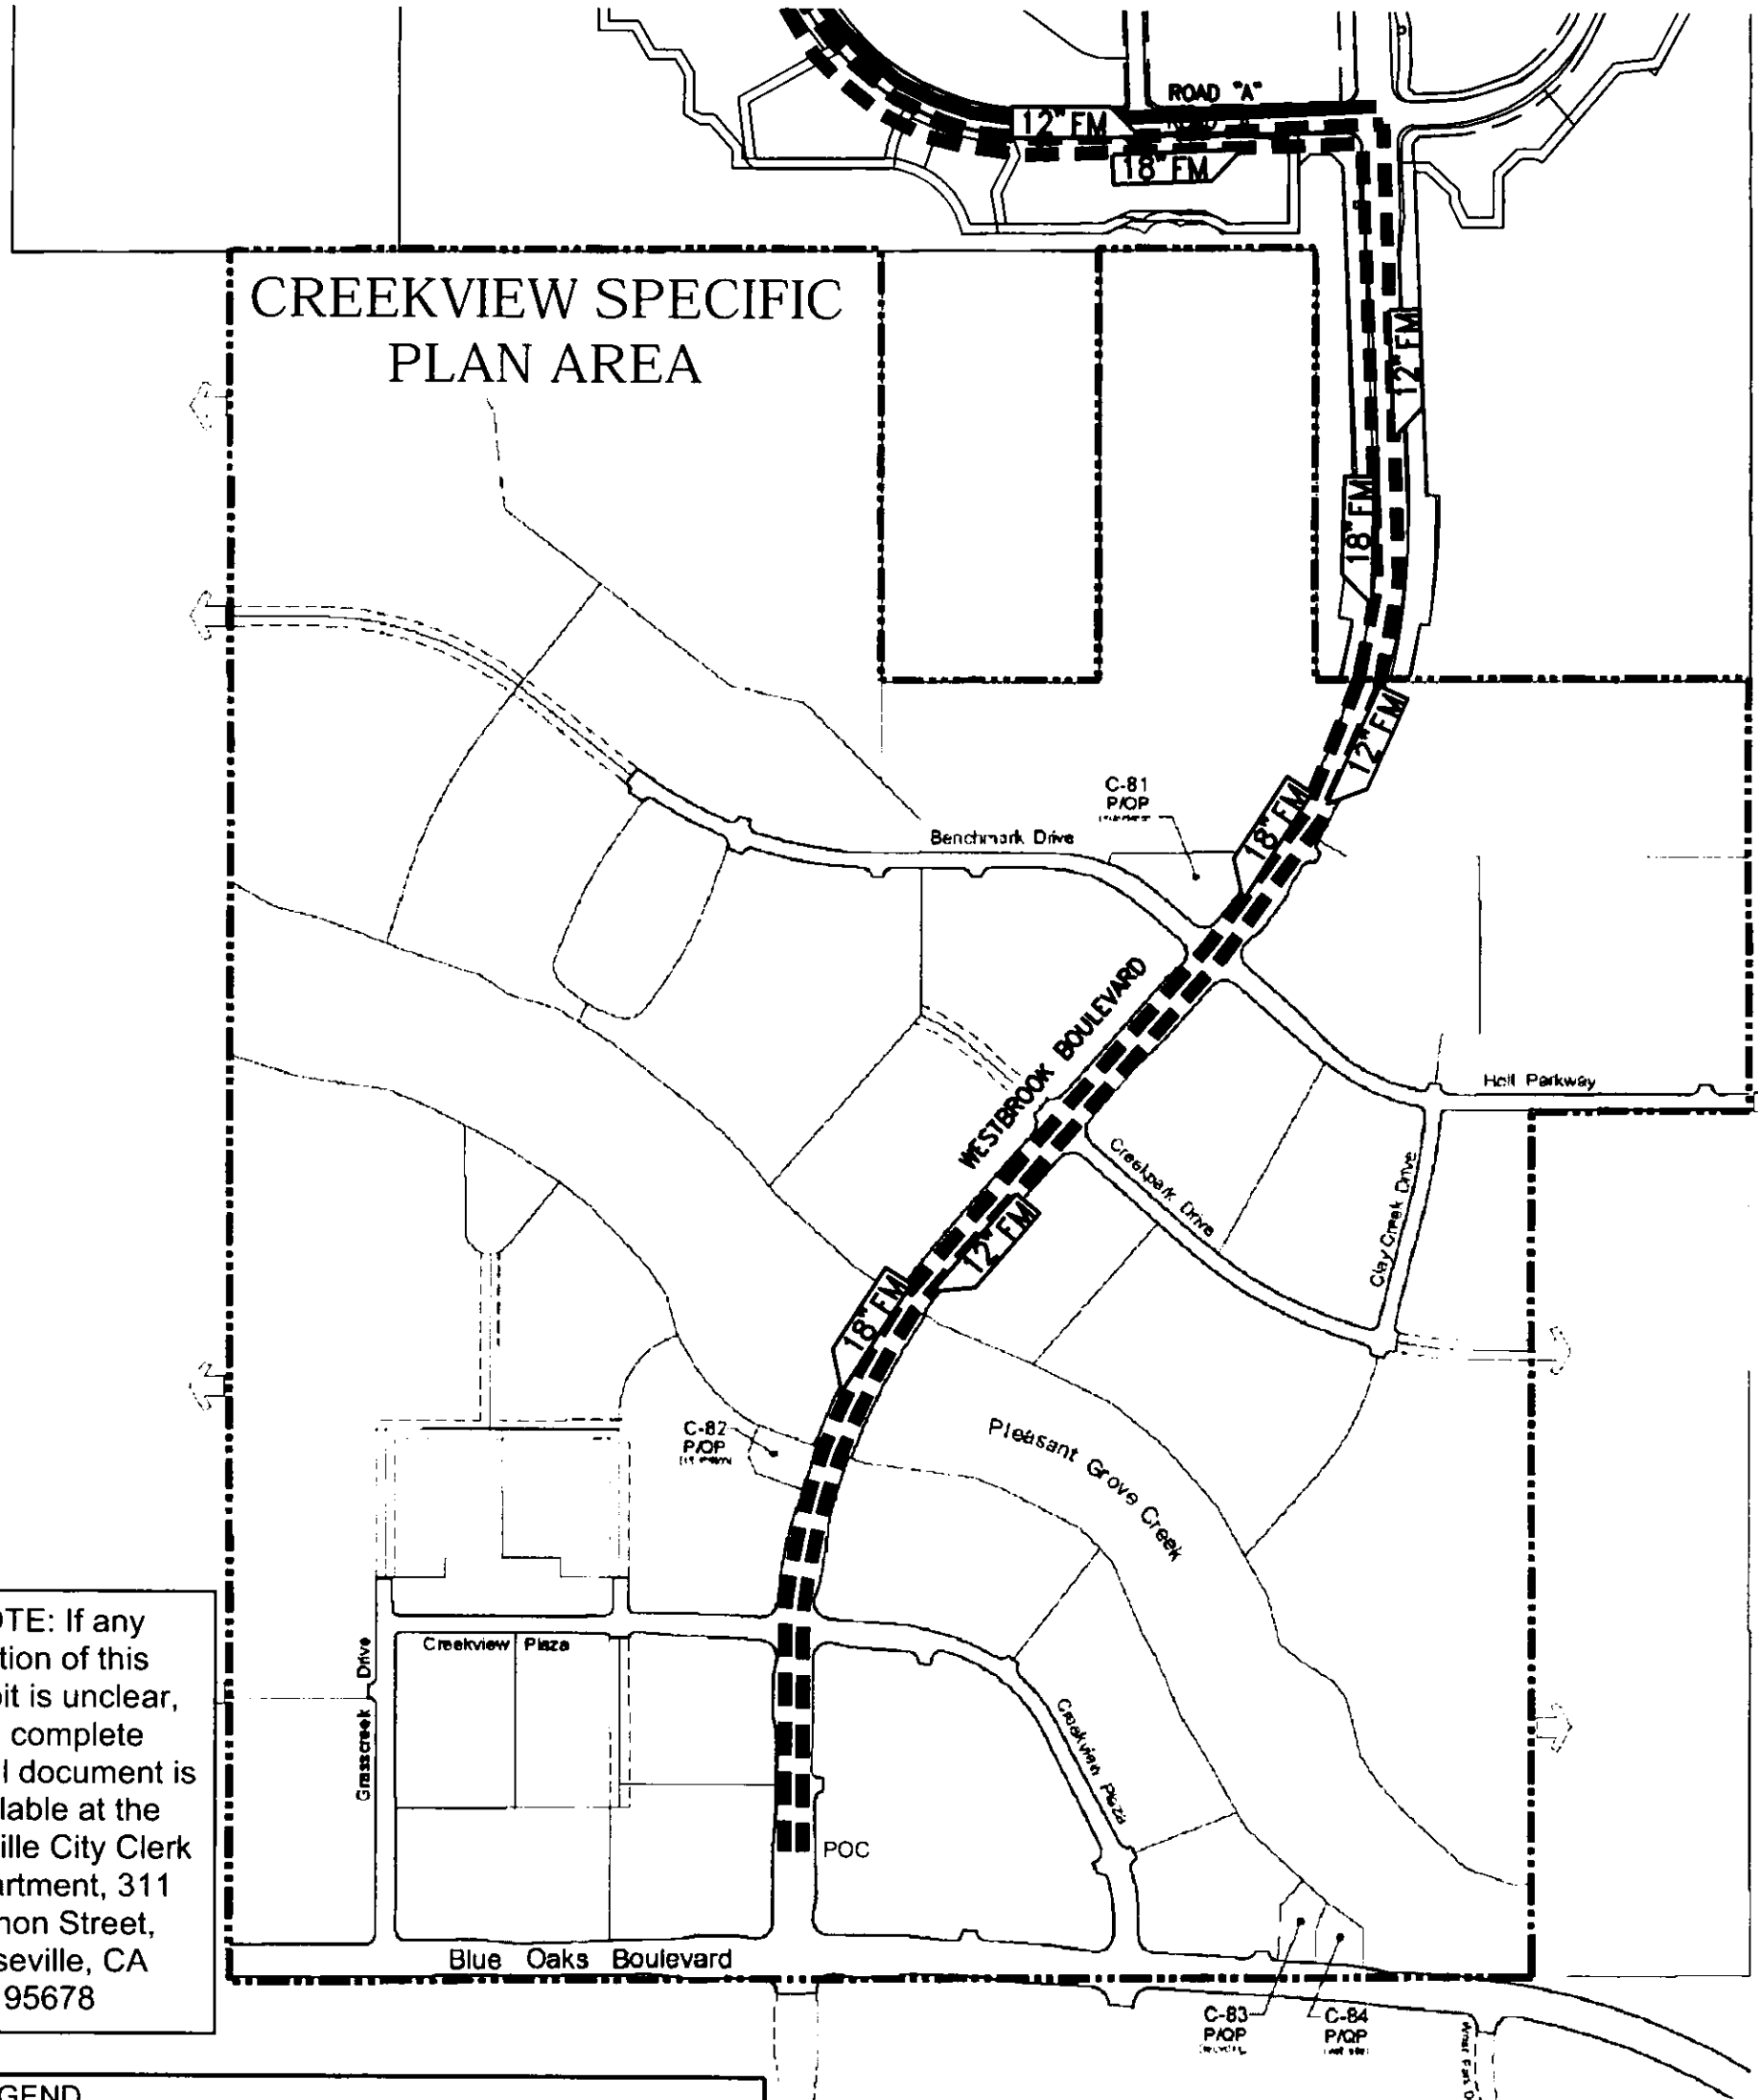 ROAD "A"
12" FM
18" FM
CREEKVIEW SPECIFIC
PLAN AREA
12" FM
18" FM
12" FM
C-81
P/QP
18" FM
Benchmark Drive
WESTBROOK BOULEVARD
Holt Parkway
Creekpark Drive
Clay Creek Drive
12" FM
18" FM
C-82
P/QP
Pleasant Grove Creek
OTE: If any
tion of this
bit is unclear,
complete
l document is
lable at the
ville City Clerk
artment, 311
non Street,
seville, CA
95678
Creekview Plaza
Grasscreek Drive
Creekview Plaza
POC
Blue Oaks Boulevard
C-83
P/QP
C-84
P/QP
GEND